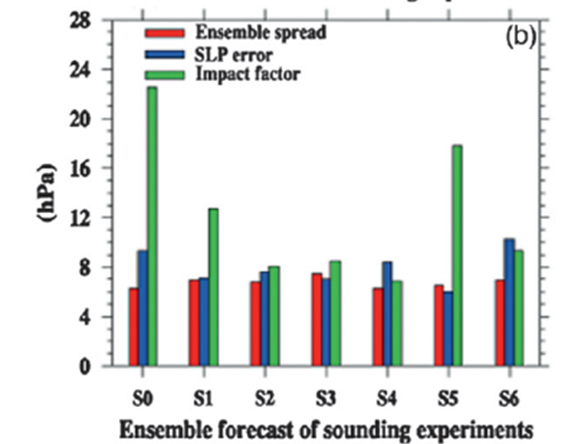 28
(b)
Ensemble spread
SLP error
Impact factor
24
20
16
12
8
4
0
(hPa)
S0 S1 S2 S3 S4 S5 S6
Ensemble forecast of sounding experiments